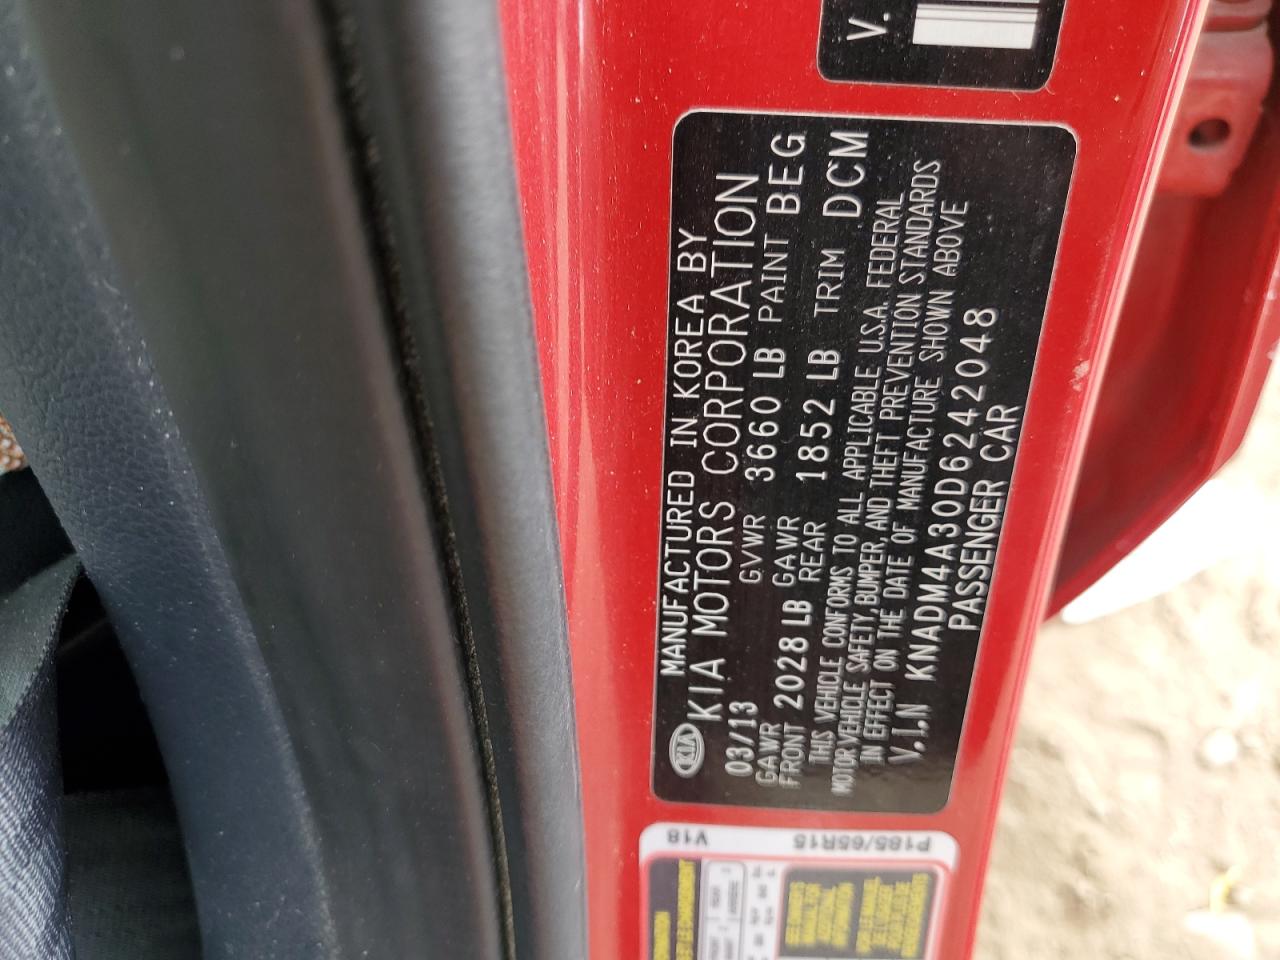 V.
KIA
MANUFACTURED IN KOREA BY
KIA MOTORS CORPORATION
03/13 GVWR 3660 LB PAINT BEG
GAWR FRONT 2028 LB GAWR REAR 1852 LB TRIM DCM
THIS VEHICLE CONFORMS TO ALL APPLICABLE U.S.A. FEDERAL
MOTOR VEHICLE SAFETY, BUMPER, AND THEFT PREVENTION STANDARDS
IN EFFECT ON THE DATE OF MANUFACTURE SHOWN ABOVE
V.I.N KNADM4A30D6242048
PASSENGER CAR
V18
P185/65R15